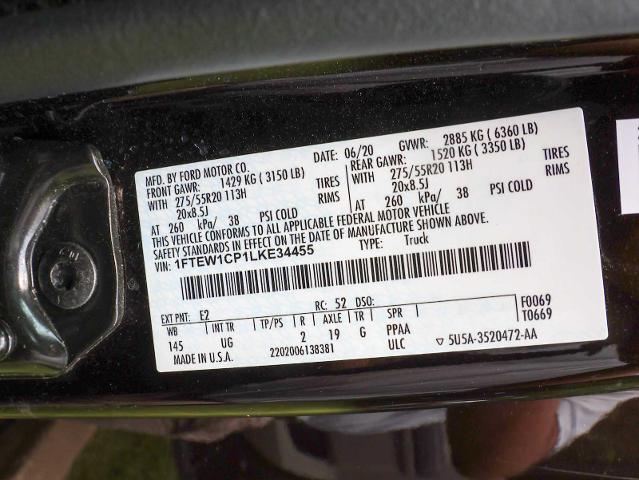 MFD. BY FORD MOTOR CO. DATE: 06/20 GVWR: 2885 KG ( 6360 LB)
FRONT GAWR: 1429 KG ( 3150 LB) REAR GAWR: 1520 KG ( 3350 LB)
275/55R20 113H TIRES 275/55R20 113H TIRES
20x8.5J RIMS 20x8.5J RIMS
AT 260 kPa/ 38 PSI COLD AT 260 kPa/ 38 PSI COLD
THIS VEHICLE CONFORMS TO ALL APPLICABLE FEDERAL MOTOR VEHICLE
SAFETY STANDARDS IN EFFECT ON THE DATE OF MANUFACTURE SHOWN ABOVE.
VIN: 1FTEW1CP1LKE34455 TYPE: Truck
EXT PNT: E2 RC: 52 DSO: F0069
WB INT TR TP/PS R AXLE TR SPR T0669
145 UG 2 19 G PPAA
MADE IN U.S.A. 2202006138381 ULC ▽ 5U5A-3520472-AA